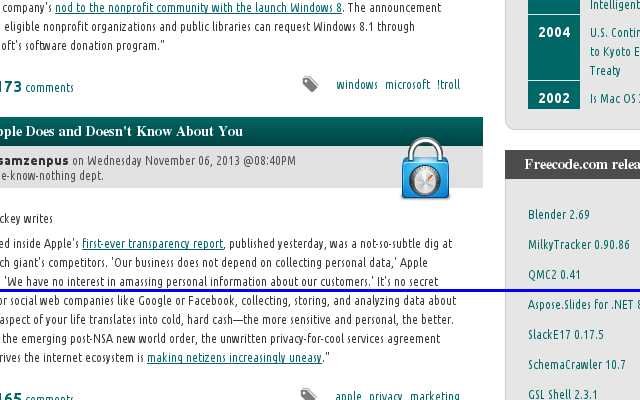 company's nod to the nonprofit community with the launch Windows 8. The announcement
eligible nonprofit organizations and public libraries can request Windows 8.1 through
oft's software donation program."
173 comments
windows microsoft !troll
pple Does and Doesn't Know About You
samzenpus on Wednesday November 06, 2013 @08:40PM
e-know-nothing dept.
ckey writes
ed inside Apple's first-ever transparency report, published yesterday, was a not-so-subtle dig at
ch giant's competitors. 'Our business does not depend on collecting personal data,' Apple
'We have no interest in amassing personal information about our customers.' It's no secret
or social web companies like Google or Facebook, collecting, storing, and analyzing data about
aspect of your life translates into cold, hard cash—the more sensitive and personal, the better.
the emerging post-NSA new world order, the unwritten privacy-for-cool services agreement
rives the internet ecosystem is making netizens increasingly uneasy."
165 comments
apple privacy marketing
Intelligent
2004 U.S. Contin
to Kyoto E
Treaty
2002 Is Mac OS
Freecode.com relea
Blender 2.69
MilkyTracker 0.90.86
QMC2 0.41
Aspose.Slides for .NET 8
SlackE17 0.17.5
SchemaCrawler 10.7
GSL Shell 2.3.1